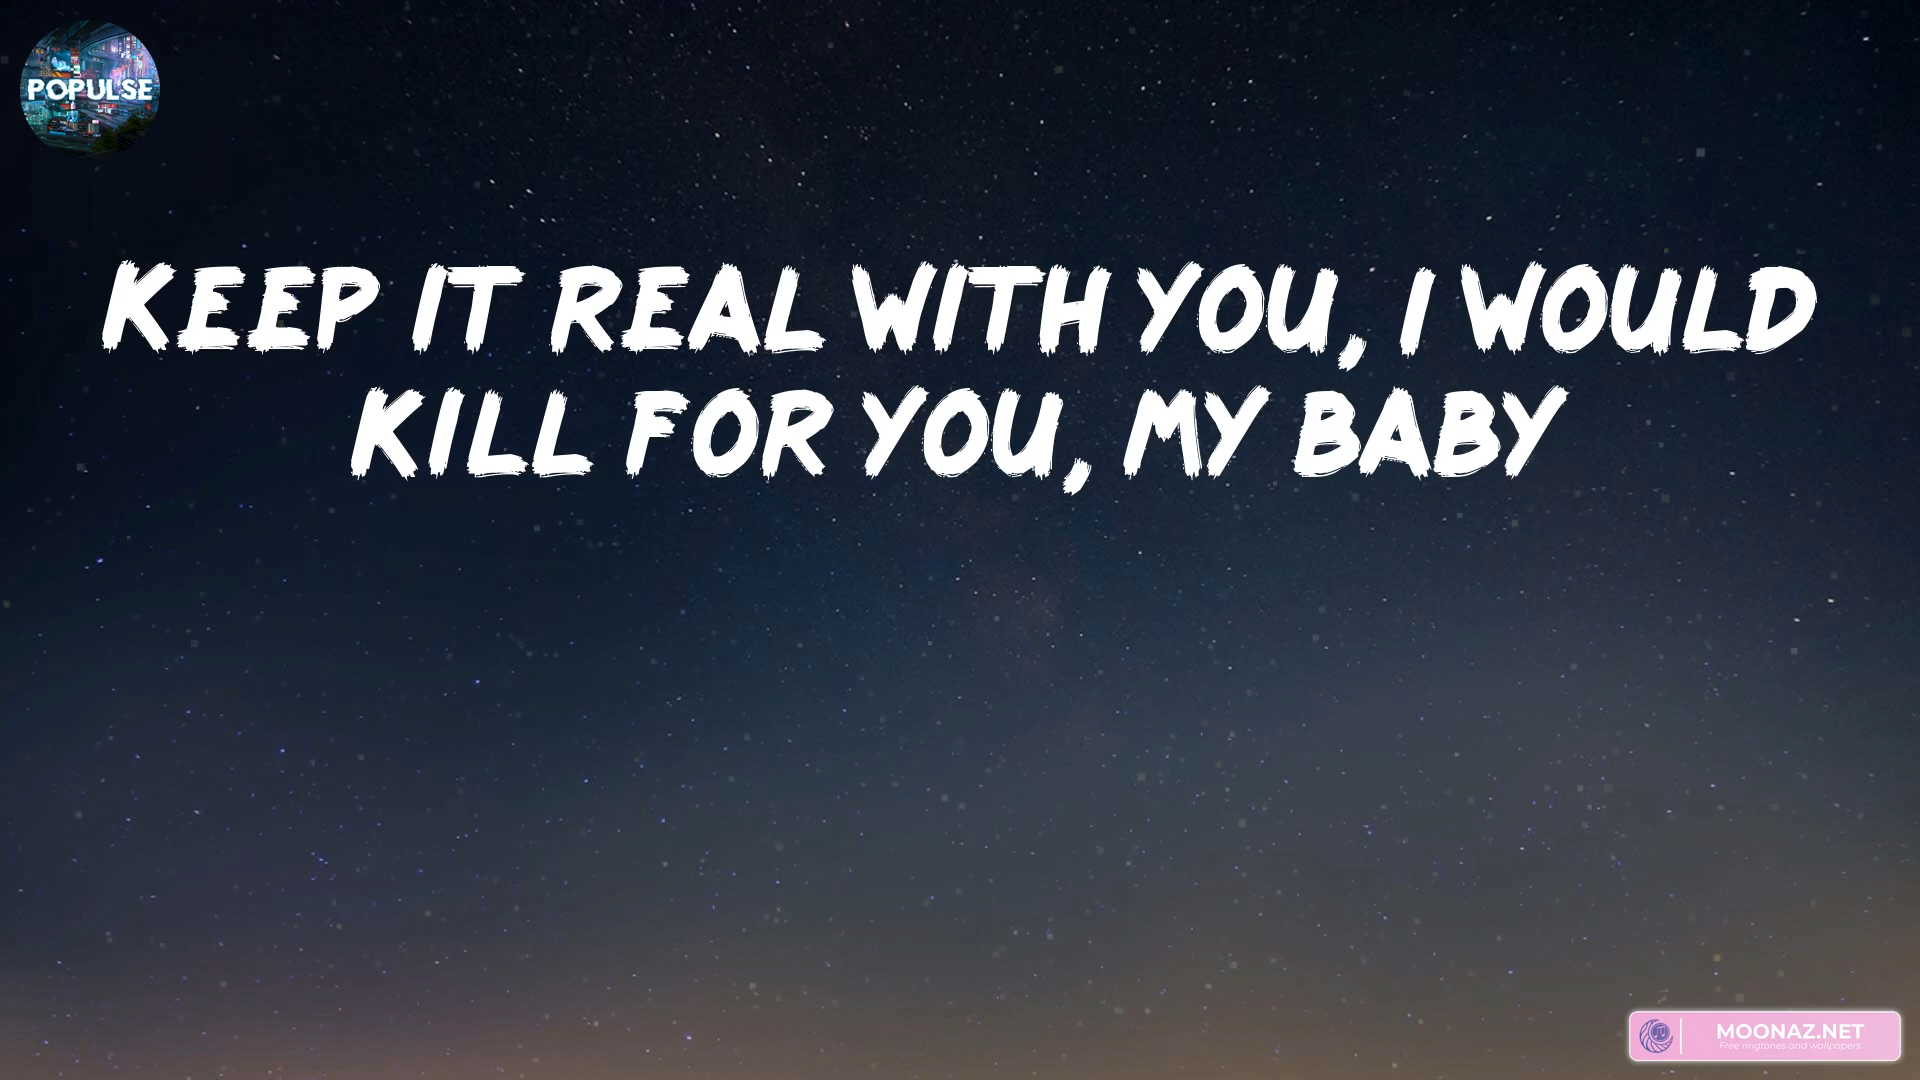 POPULSE
KEEP IT REAL WITH YOU, I WOULD
KILL FOR YOU, MY BABY
MOONAZ.NET
Free ringtones and wallpapers